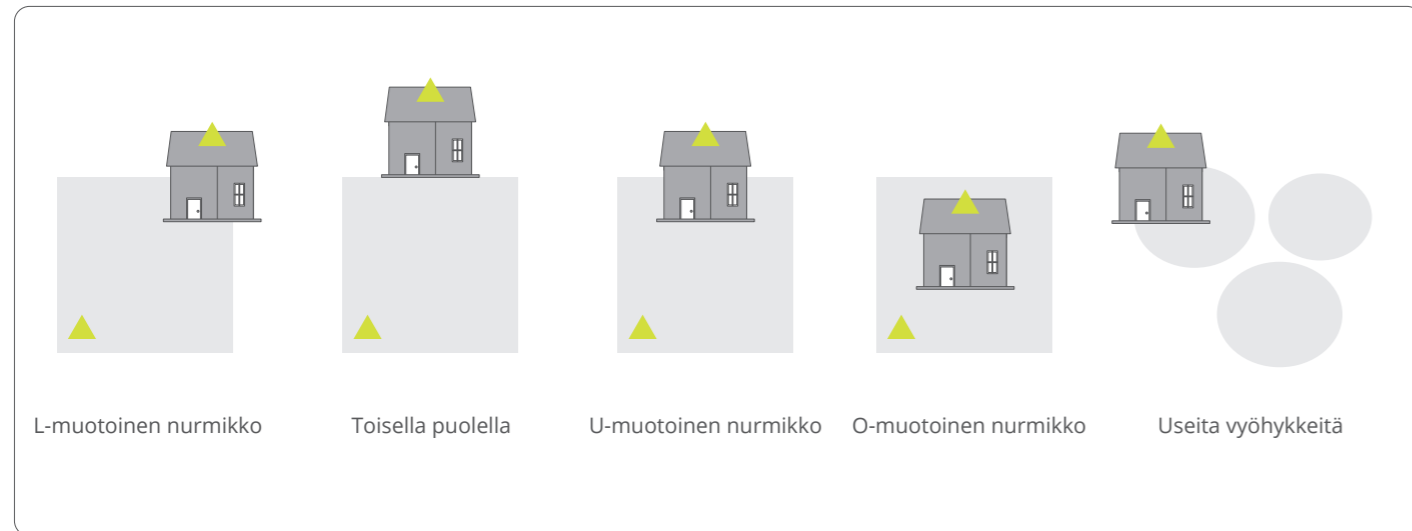 L-muotoinen nurmikko
Toisella puolella
U-muotoinen nurmikko
O-muotoinen nurmikko
Useita vyöhykkeitä